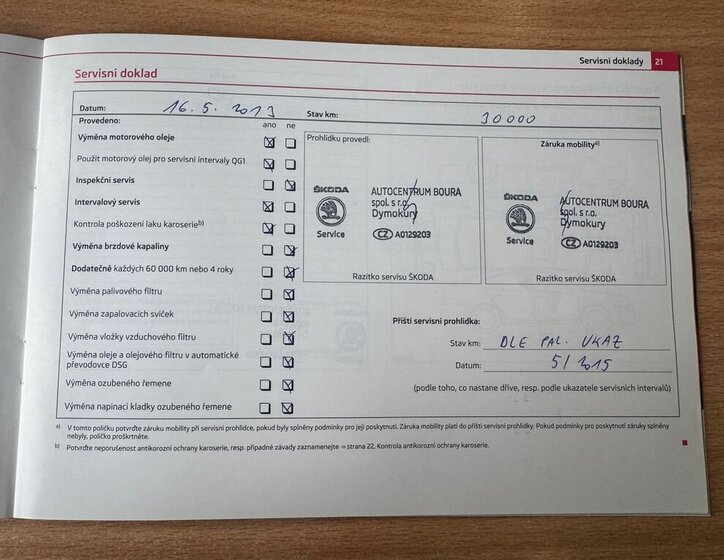 Servisní doklady 21
Servisní doklad
Datum: 16. 5. 2013 Stav km: 30000
Provedeno: ano ne
Výměna motorového oleje
Použit motorový olej pro servisní intervaly QG1
Inspekční servis
Intervalový servis
Kontrola poškození laku karoserie b)
Výměna brzdové kapaliny
Dodatečně každých 60 000 km nebo 4 roky
Výměna palivového filtru
Výměna zapalovacích svíček
Výměna vložky vzduchového filtru
Výměna oleje a olejového filtru v automatické
převodovce DSG
Výměna ozubeného řemene
Výměna napínací kladky ozubeného řemene
Prohlídku provedl:
ŠKODA
Service
AUTOCENTRUM BOURA
spol. s r.o.
Dymokury
CZ A0129203
Razítko servisu ŠKODA
Záruka mobility a)
ŠKODA
Service
AUTOCENTRUM BOURA
spol. s r.o.
Dymokury
CZ A0129203
Razítko servisu ŠKODA
Příští servisní prohlídka:
Stav km: DLE PAL. UKAZ
Datum: 5/2015
(podle toho, co nastane dříve, resp. podle ukazatele servisních intervalů)
a) V tomto políčku potvrďte záruku mobility při servisní prohlídce, pokud byly splněny podmínky pro její poskytnutí. Záruka mobility platí do příští servisní prohlídky. Pokud podmínky pro poskytnutí záruky splněny
nebyly, políčko proškrtněte.
b) Potvrďte neporušenost antikorozní ochrany karoserie, resp. případné závady zaznamenejte ⇒ strana 22, Kontrola antikorozní ochrany karoserie.